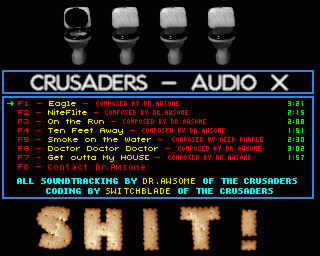 CRUSADERS - AUDIO X
F1 - Eagle - COMPOSED BY DR.AWSOME 3:21
F2 - NiteFlite - COMPOSED BY DR.AWSOME 2:15
F3 - On the Run - COMPOSED BY DR.AWSOME 2:08
F4 - Ten Feet Away - COMPOSED BY DR.AWSOME 1:51
F5 - Smoke on the Water - COMPOSED BY DEEP PURPLE 2:30
F6 - Doctor Doctor Doctor - COMPOSED BY DR.AWSOME 3:02
F7 - Get outta My HOUSE - COMPOSED BY DR.AWSOME 1:57
F8 - Contact Dr.Awsome
ALL SOUNDTRACKING BY DR.AWSOME OF THE CRUSADERS
CODING BY SWITCHBLADE OF THE CRUSADERS
SHIT!